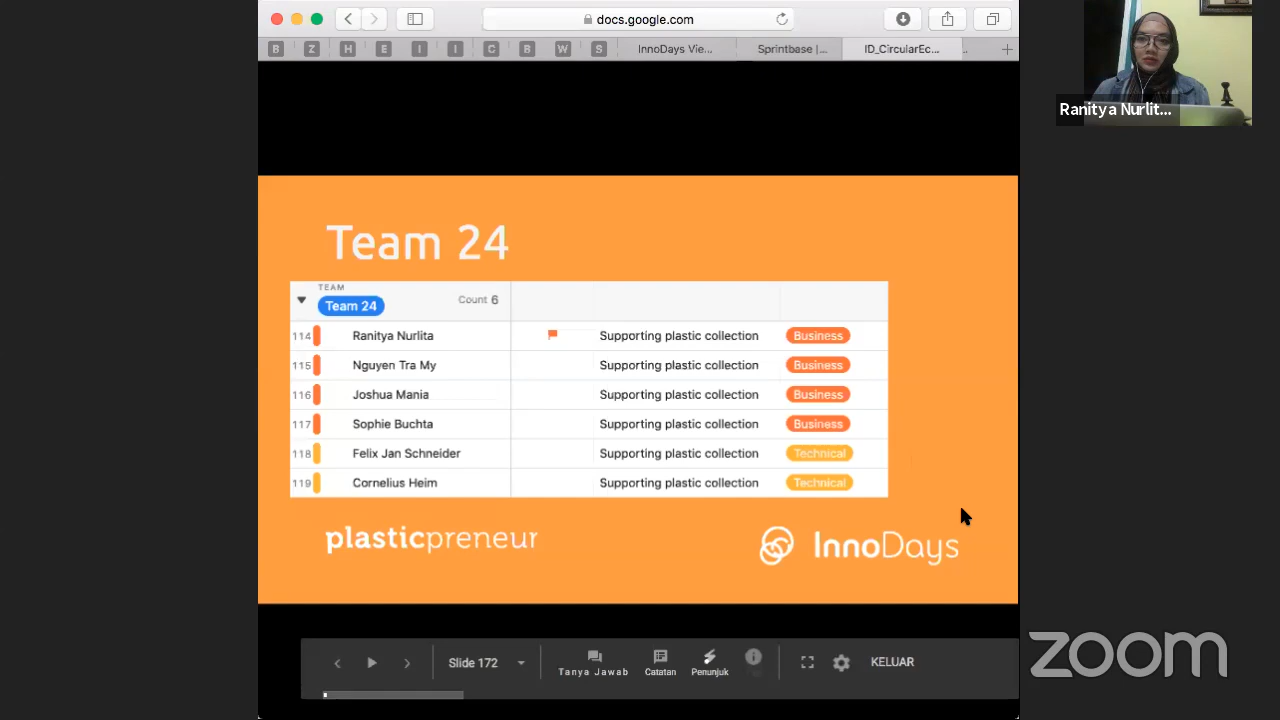 docs.google.com
B Z H E I I C B W S InnoDays Vie... Sprintbase |... ID_CircularEc...
Ranitya Nurlit...
Team 24
TEAM
Team 24 Count 6
114 Ranitya Nurlita Supporting plastic collection Business
115 Nguyen Tra My Supporting plastic collection Business
116 Joshua Mania Supporting plastic collection Business
117 Sophie Buchta Supporting plastic collection Business
118 Felix Jan Schneider Supporting plastic collection Technical
119 Cornelius Heim Supporting plastic collection Technical
plasticpreneur InnoDays
Slide 172 Tanya Jawab Catatan Penunjuk KELUAR
zoom